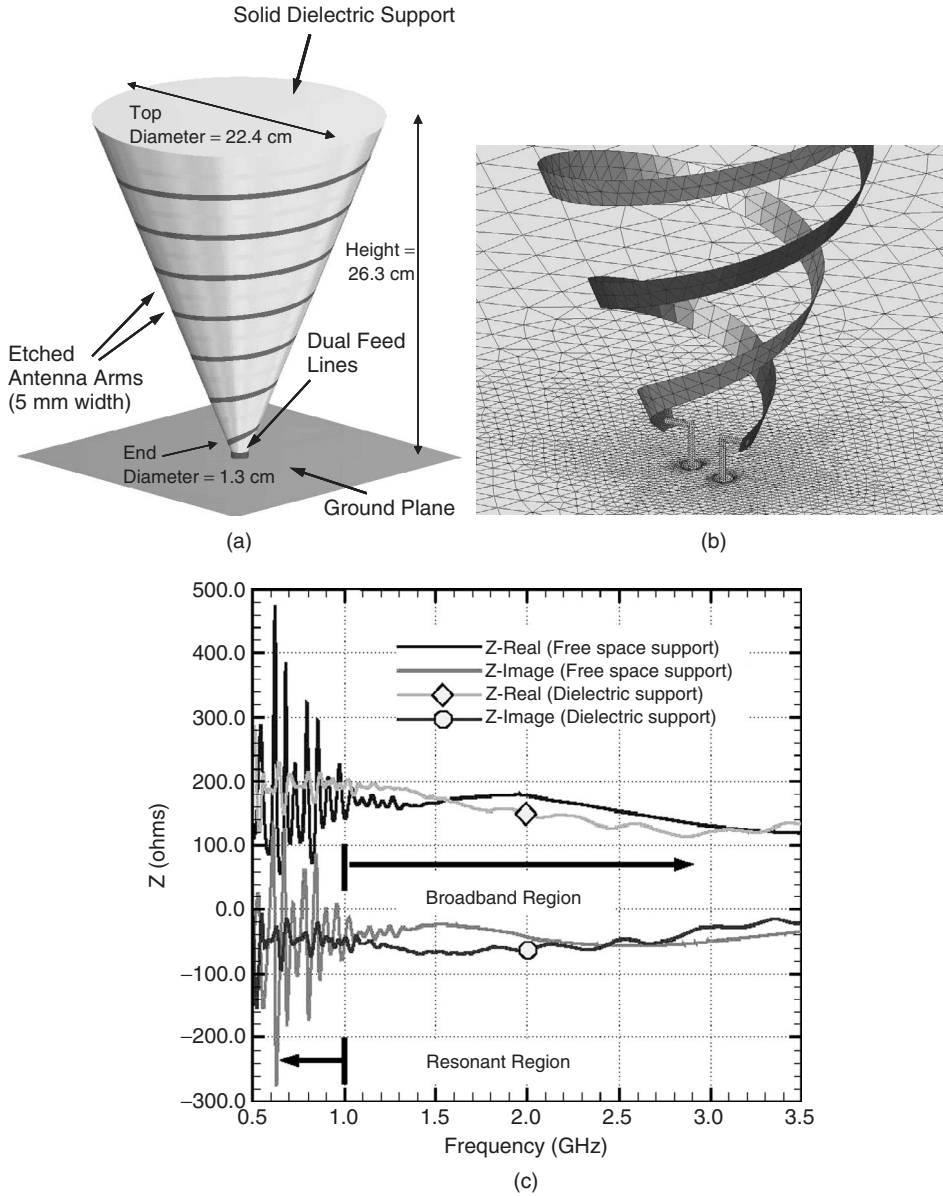 Solid Dielectric Support
Top
Diameter = 22.4 cm
Height =
26.3 cm
Etched
Antenna Arms
(5 mm width)
Dual Feed
Lines
End
Diameter = 1.3 cm
Ground Plane
(a)
(b)
500.0
400.0
300.0
200.0
100.0
0.0
−100.0
−200.0
−300.0
Z (ohms)
Z-Real (Free space support)
Z-Image (Free space support)
Z-Real (Dielectric support)
Z-Image (Dielectric support)
Broadband Region
Resonant Region
0.5 1.0 1.5 2.0 2.5 3.0 3.5
Frequency (GHz)
(c)